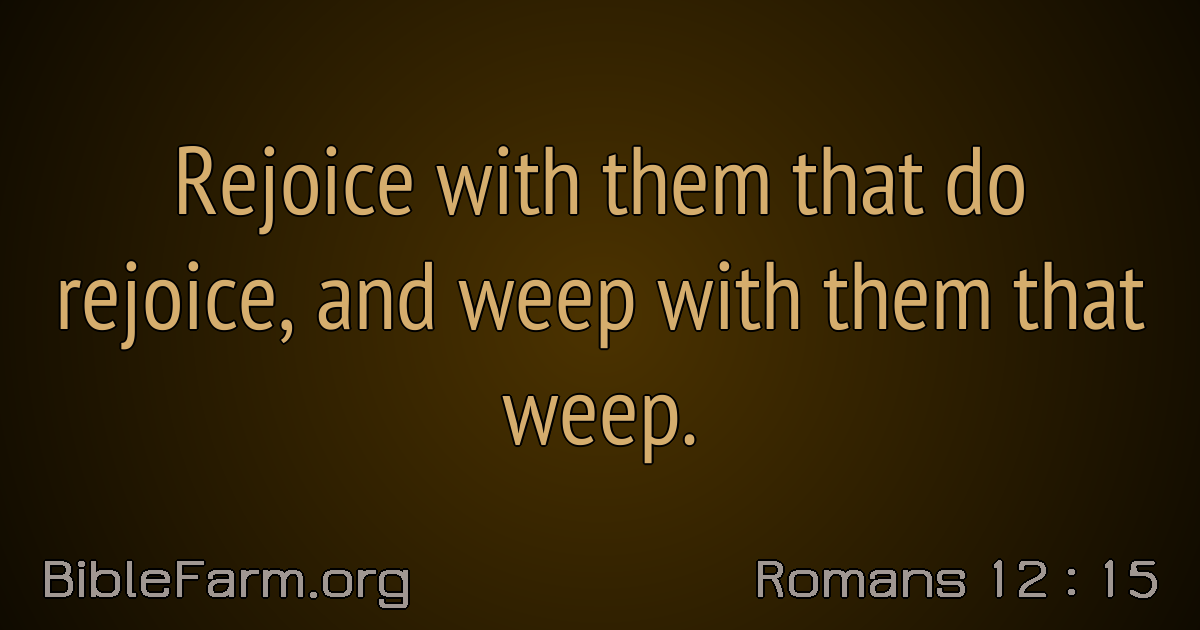 Rejoice with them that do
rejoice, and weep with them that
weep.
BibleFarm.org
Romans 12 : 15